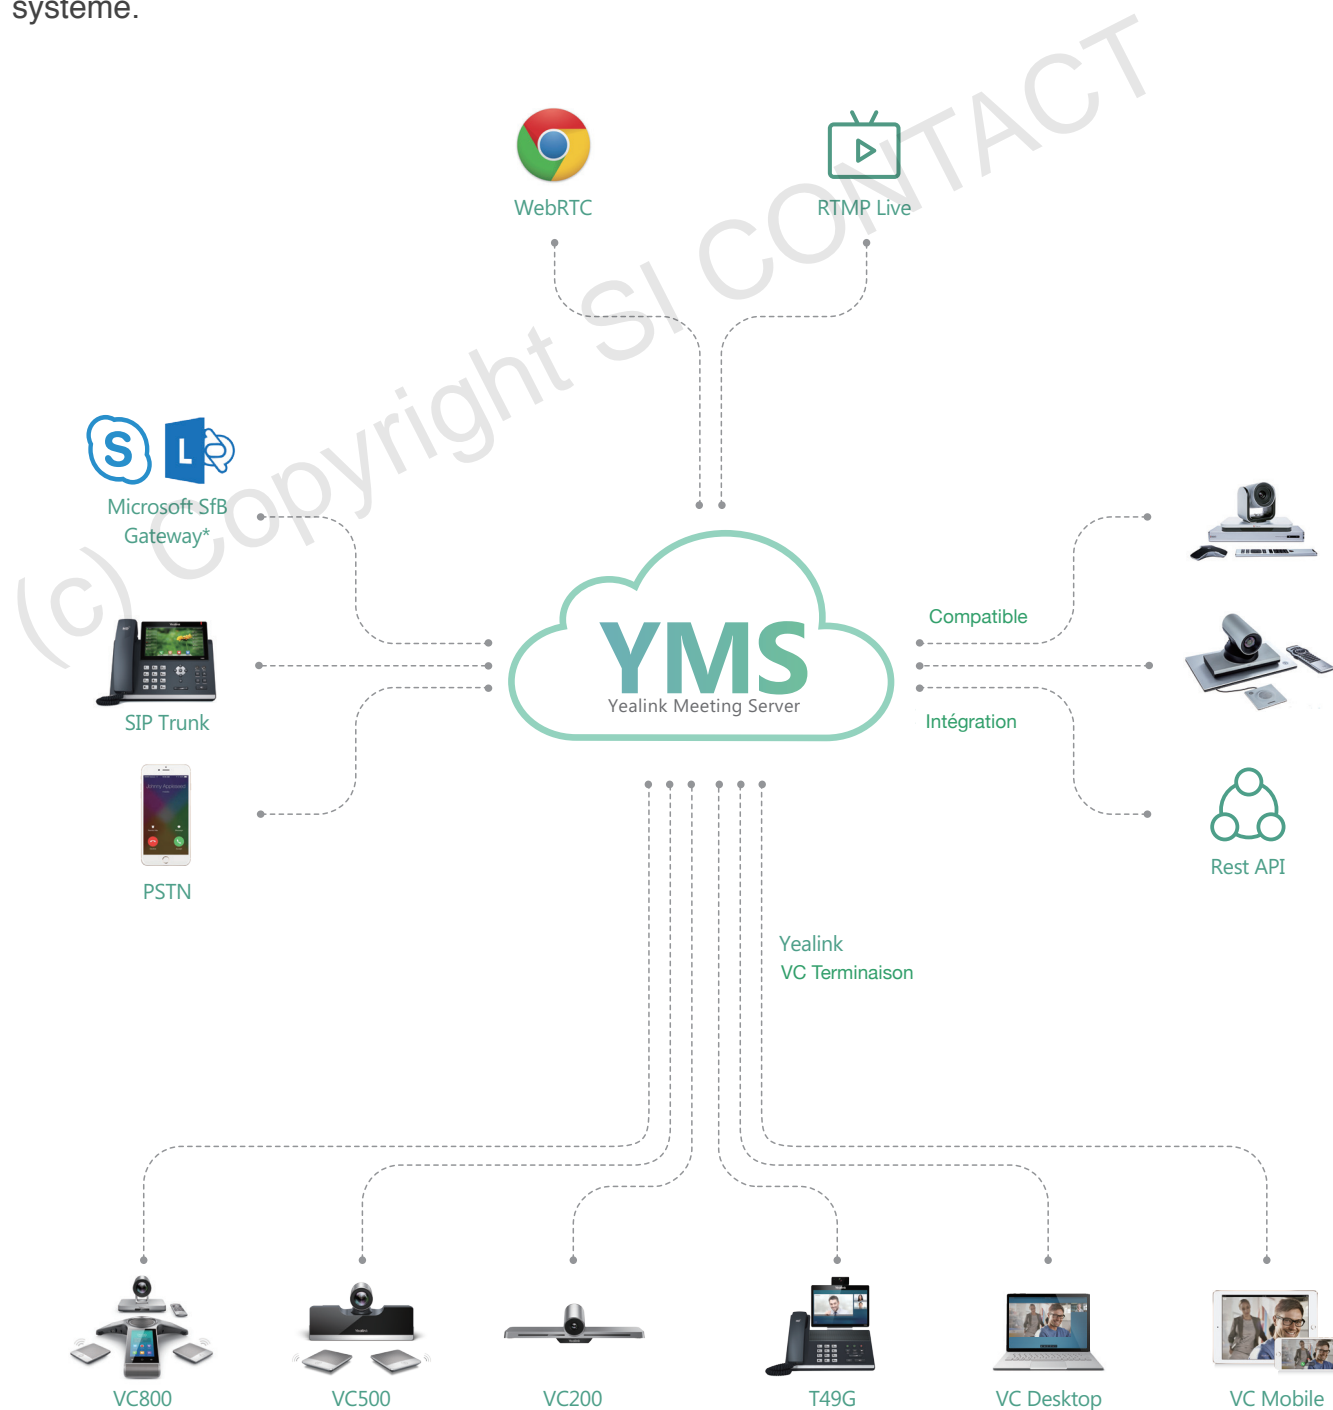 système.
(c) Copyright SI CONTACT
WebRTC
RTMP Live
S
L
Microsoft SfB
Gateway*
SIP Trunk
PSTN
YMS
Yealink Meeting Server
Compatible
Intégration
Rest API
Yealink
VC Terminaison
VC800
VC500
VC200
T49G
VC Desktop
VC Mobile